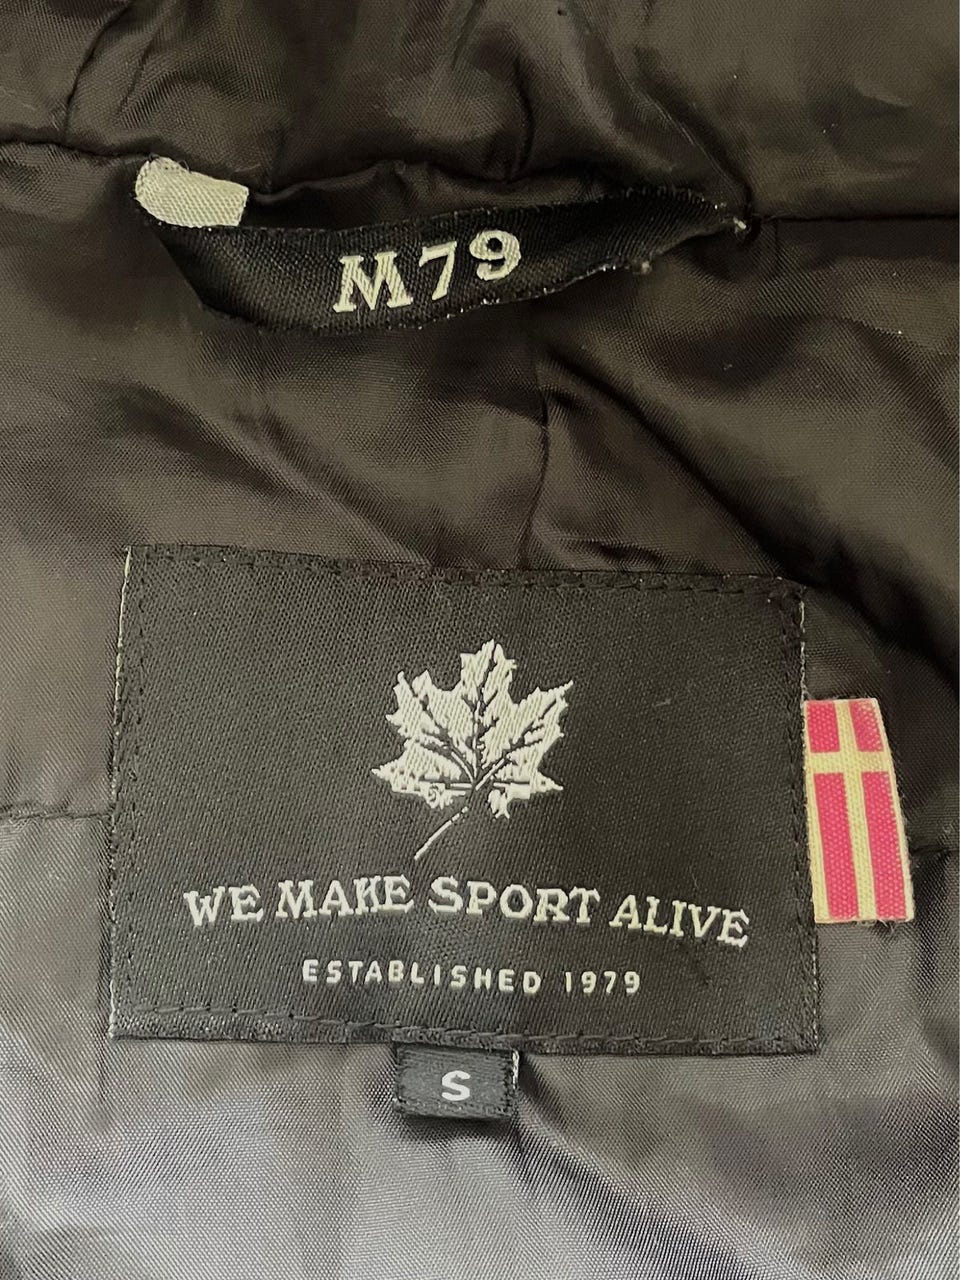 M79
WE MAKE SPORT ALIVE
ESTABLISHED 1979
S